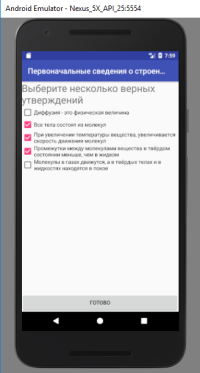 Android Emulator - Nexus_5X_API_25:5554
7:59
Первоначальные сведения о строен...
Выберите несколько верных
утверждений
Диффузия - это физическая величина
Все тела состоят из молекул
При увеличении температуры вещества, увеличивается
скорость движения молекул
Промежутки между молекулами вещества в твёрдом
состоянии меньше, чем в жидком
Молекулы в газах движутся, а в твёрдых телах и в
жидкостях находятся в покое
ГОТОВО